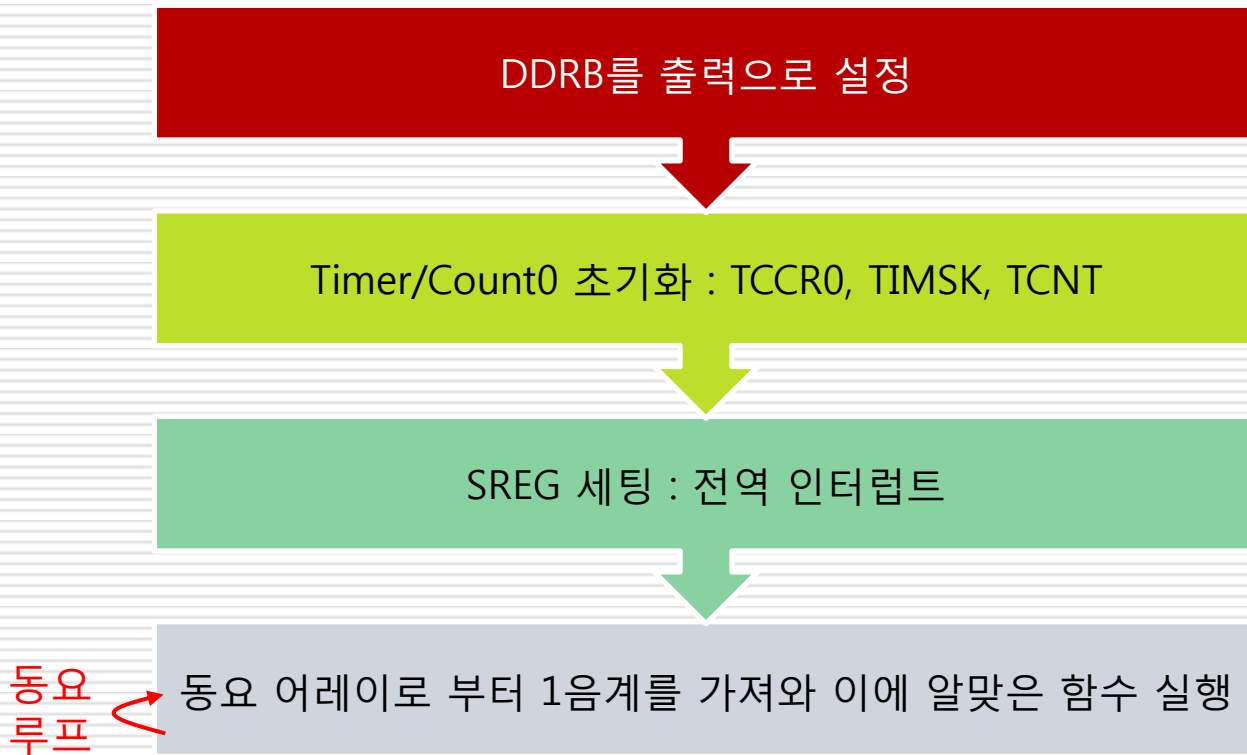 DDRB를 출력으로 설정
Timer/Count0 초기화 : TCCR0, TIMSK, TCNT
SREG 세팅 : 전역 인터럽트
동요
루프
동요 어레이로 부터 1음계를 가져와 이에 알맞은 함수 실행